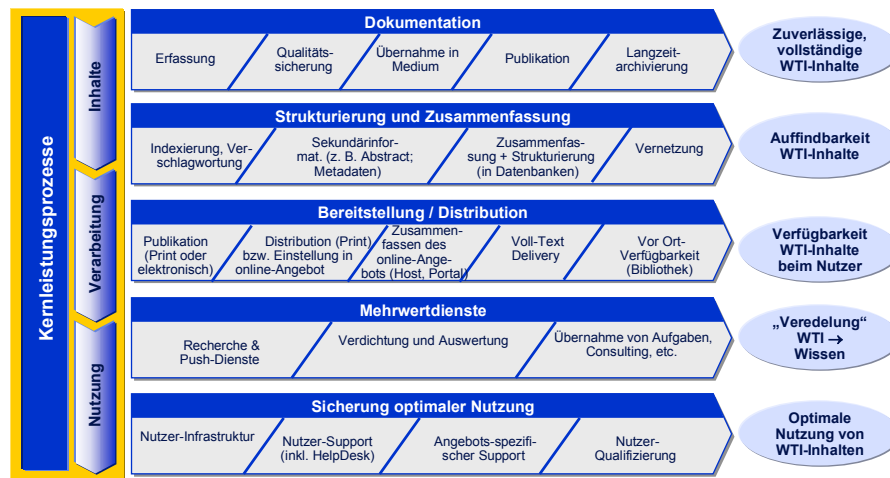 Kernleistungsprozesse
Inhalte
Verarbeitung
Nutzung
Dokumentation
Erfassung
Qualitäts-
sicherung
Übernahme in
Medium
Publikation
Langzeit-
archivierung
Zuverlässige,
vollständige
WTI-Inhalte
Strukturierung und Zusammenfassung
Indexierung, Ver-
schlagwortung
Sekundärinfor-
mat. (z. B. Abstract;
Metadaten)
Zusammenfas-
sung + Strukturierung
(in Datenbanken)
Vernetzung
Auffindbarkeit
WTI-Inhalte
Bereitstellung / Distribution
Publikation
(Print oder
elektronisch)
Distribution (Print)
bzw. Einstellung in
online-Angebot
Zusammen-
fassen des
online-Ange-
bots (Host, Portal)
Voll-Text
Delivery
Vor Ort-
Verfügbarkeit
(Bibliothek)
Verfügbarkeit
WTI-Inhalte
beim Nutzer
Mehrwertdienste
Recherche &
Push-Dienste
Verdichtung und Auswertung
Übernahme von Aufgaben,
Consulting, etc.
„Veredelung“
WTI →
Wissen
Sicherung optimaler Nutzung
Nutzer-Infrastruktur
Nutzer-Support
(inkl. HelpDesk)
Angebots-spezifi-
scher Support
Nutzer-
Qualifizierung
Optimale
Nutzung von
WTI-Inhalten